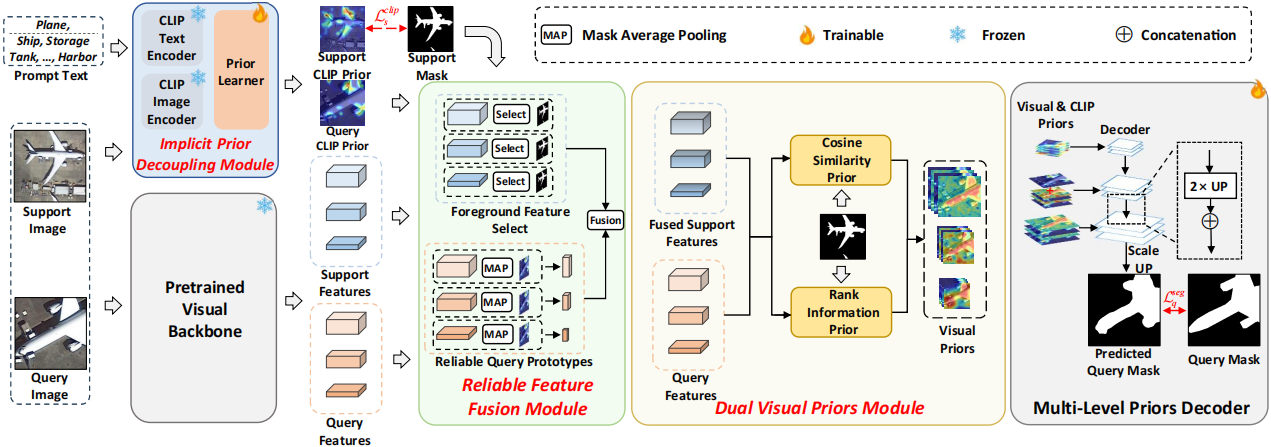 Plane,
Ship, Storage
Tank, ..., Harbor
Prompt Text
CLIP
Text
Encoder
CLIP
Image
Encoder
Prior
Learner
Implicit Prior
Decoupling Module
Support
Image
Query
Image
Pretrained
Visual
Backbone
ℒ_s^clip
Support
CLIP Prior
Support
Mask
Query
CLIP Prior
Support
Features
Query
Features
MAP
Mask Average Pooling
Trainable
Frozen
Concatenation
Select
Select
Select
Foreground Feature
Select
Fusion
MAP
MAP
MAP
Reliable Query Prototypes
Reliable Feature
Fusion Module
Fused Support
Features
Query
Features
Cosine
Similarity
Prior
Rank
Information
Prior
Visual
Priors
Dual Visual Priors Module
Visual & CLIP
Priors
Decoder
2× UP
Scale
UP
ℒ_q^seg
Predicted
Query Mask
Query Mask
Multi-Level Priors Decoder